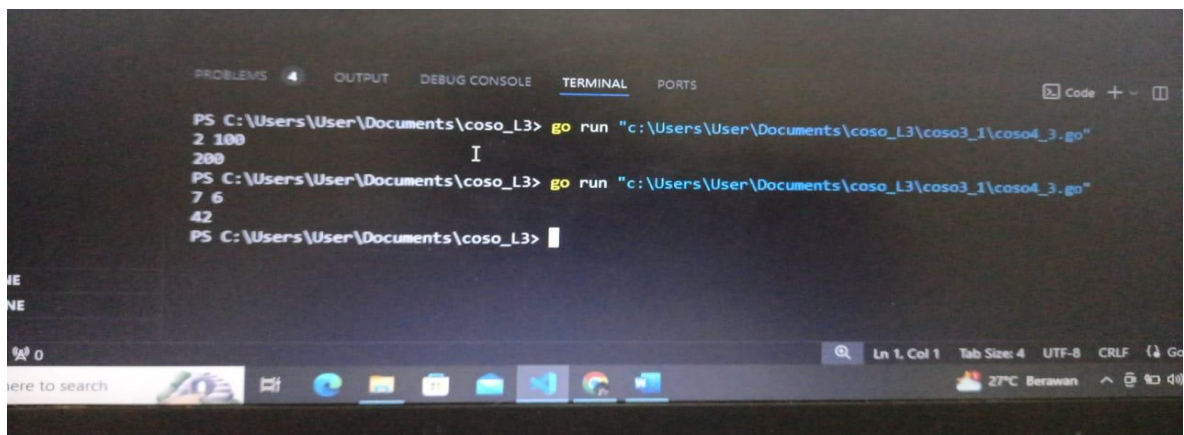 PROBLEMS 4 OUTPUT DEBUG CONSOLE TERMINAL PORTS
Code
PS C:\Users\User\Documents\coso_L3> go run "c:\Users\User\Documents\coso_L3\coso3_1\coso4_3.go"
2 100
200
PS C:\Users\User\Documents\coso_L3> go run "c:\Users\User\Documents\coso_L3\coso3_1\coso4_3.go"
7 6
42
PS C:\Users\User\Documents\coso_L3>
NE
0 Ln 1, Col 1 Tab Size: 4 UTF-8 CRLF Go
here to search 27°C Berawan